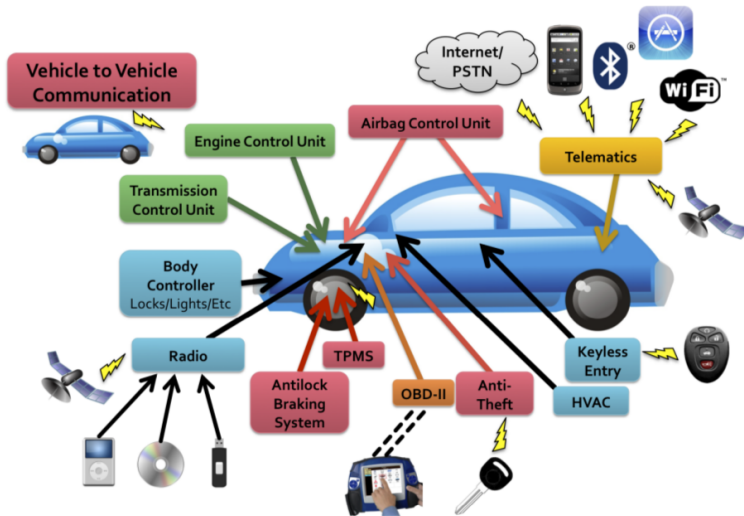 Internet/
PSTN
®
Wi Fi™
Vehicle to Vehicle
Communication
Engine Control Unit
Airbag Control Unit
Telematics
Transmission
Control Unit
Body
Controller
Locks/Lights/Etc
Radio
TPMS
Keyless
Entry
Antilock
Braking
System
OBD-II
Anti-
Theft
HVAC